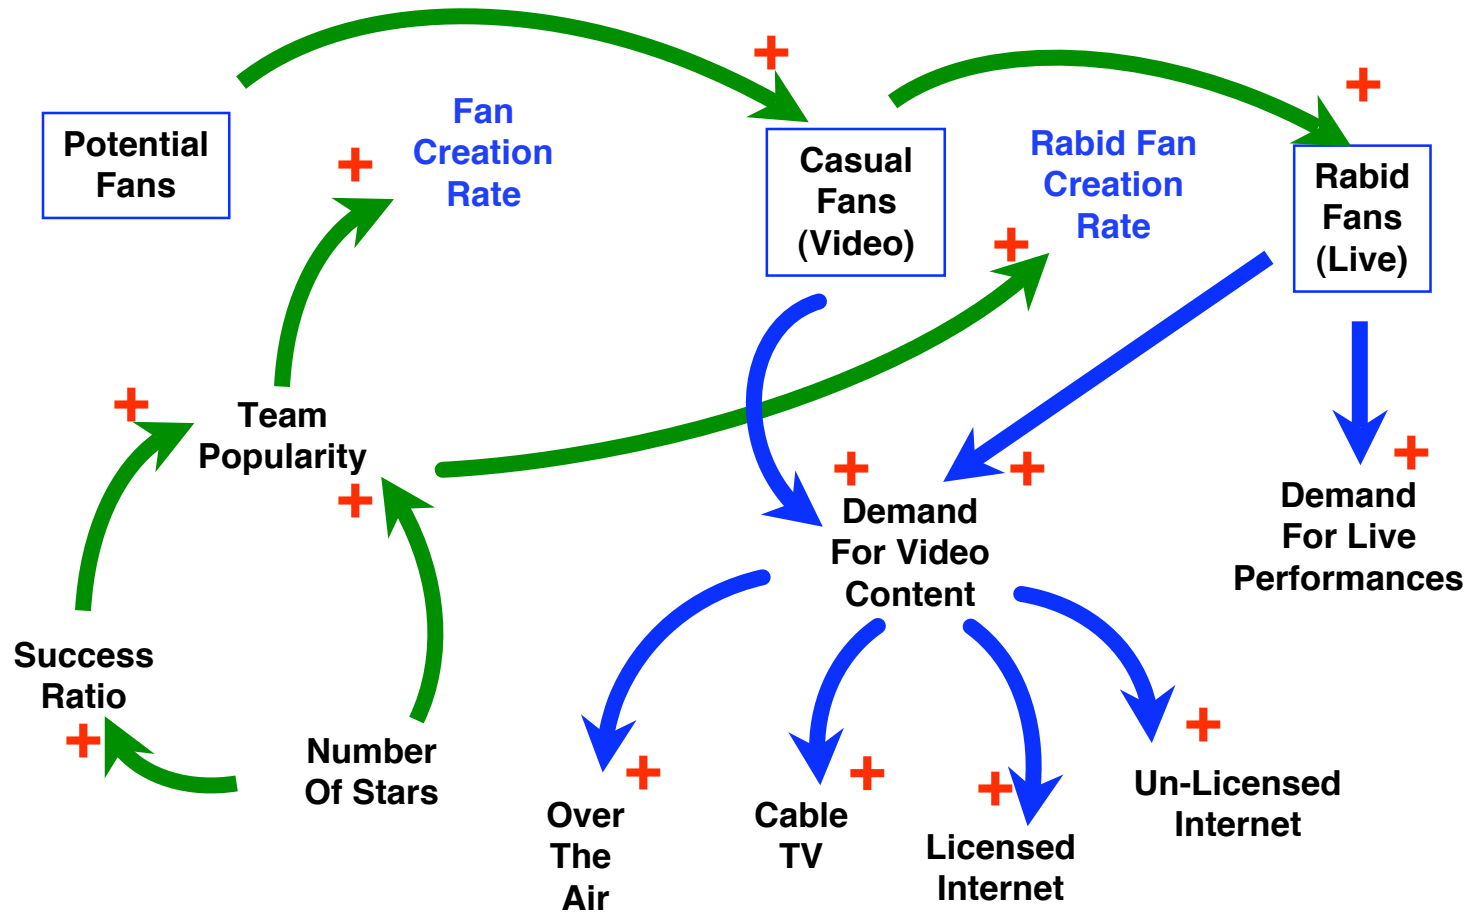 Potential
Fans
Fan
Creation
Rate
Casual
Fans
(Video)
Rabid Fan
Creation
Rate
Rabid
Fans
(Live)
Team
Popularity
Demand
For Video
Content
Demand
For Live
Performances
Success
Ratio
Number
Of Stars
Over
The
Air
Cable
TV
Licensed
Internet
Un-Licensed
Internet